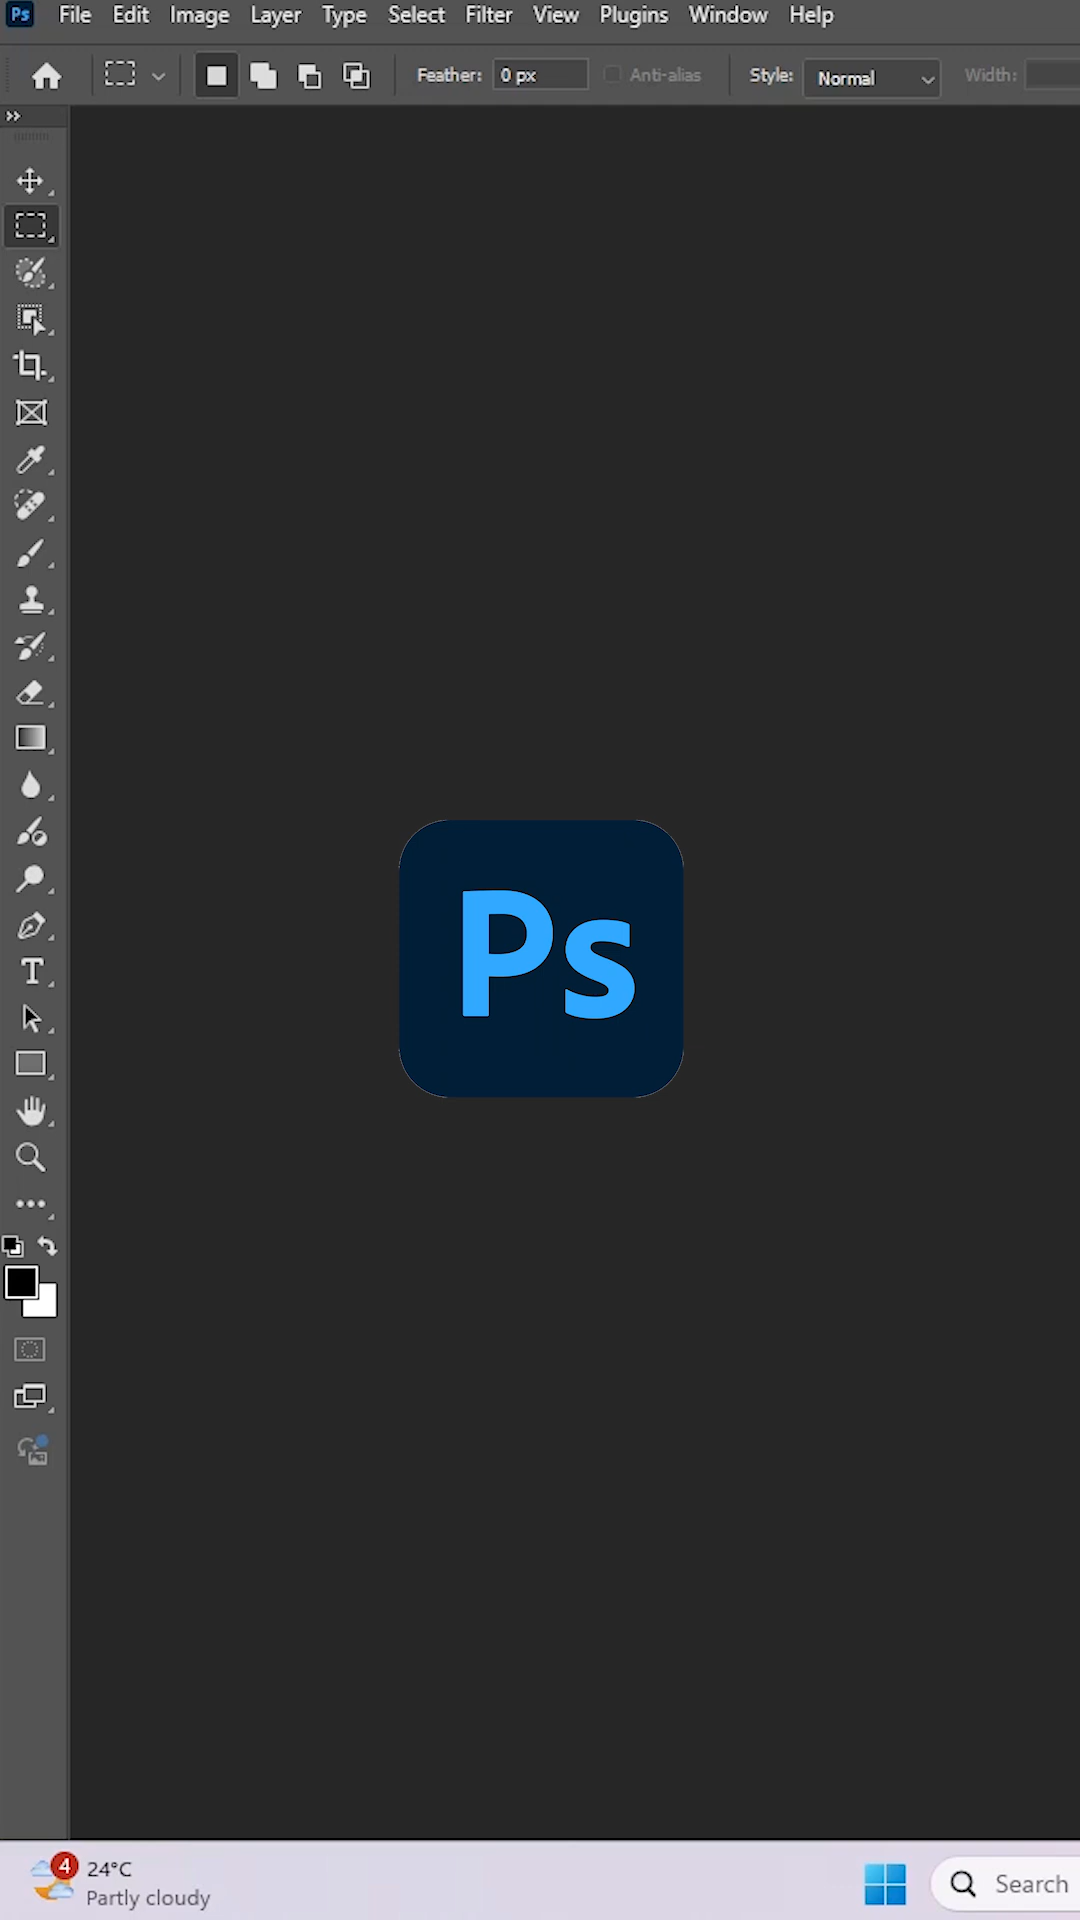 Ps File Edit Image Layer Type Select Filter View Plugins Window Help
Feather: 0 px Anti-alias Style: Normal Width:
T
Ps
4 24°C
Partly cloudy
Search